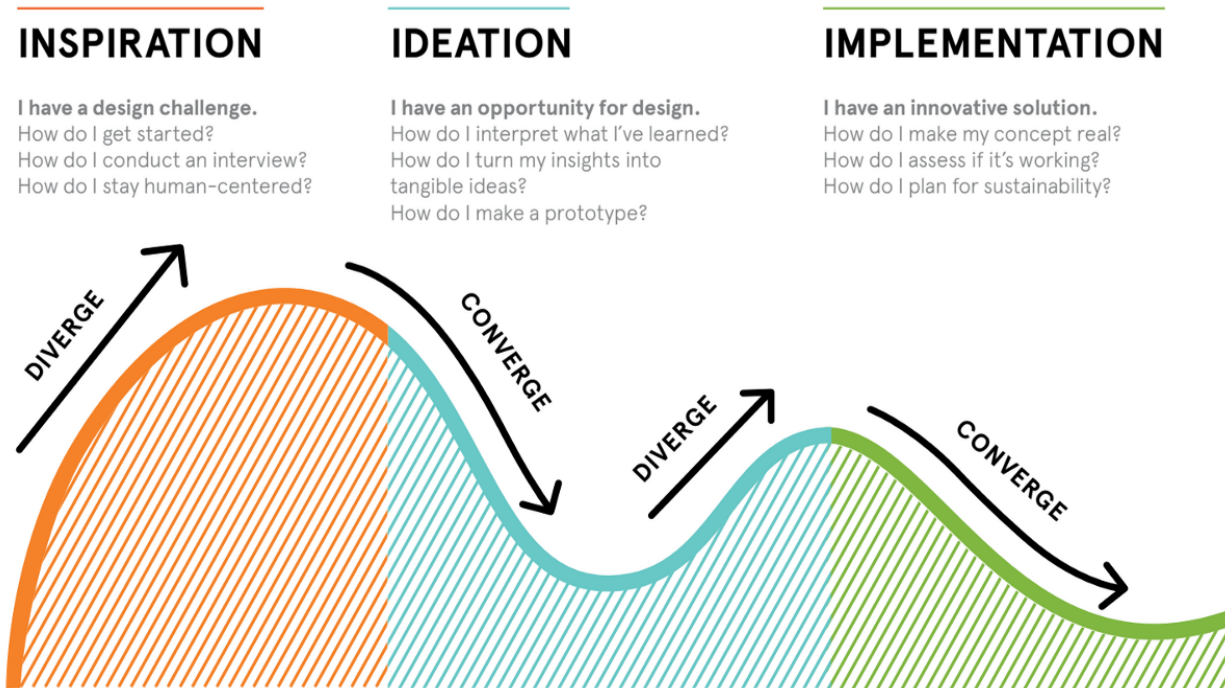 INSPIRATION
I have a design challenge.
How do I get started?
How do I conduct an interview?
How do I stay human-centered?
IDEATION
I have an opportunity for design.
How do I interpret what I’ve learned?
How do I turn my insights into
tangible ideas?
How do I make a prototype?
IMPLEMENTATION
I have an innovative solution.
How do I make my concept real?
How do I assess if it’s working?
How do I plan for sustainability?
DIVERGE
CONVERGE
DIVERGE
CONVERGE